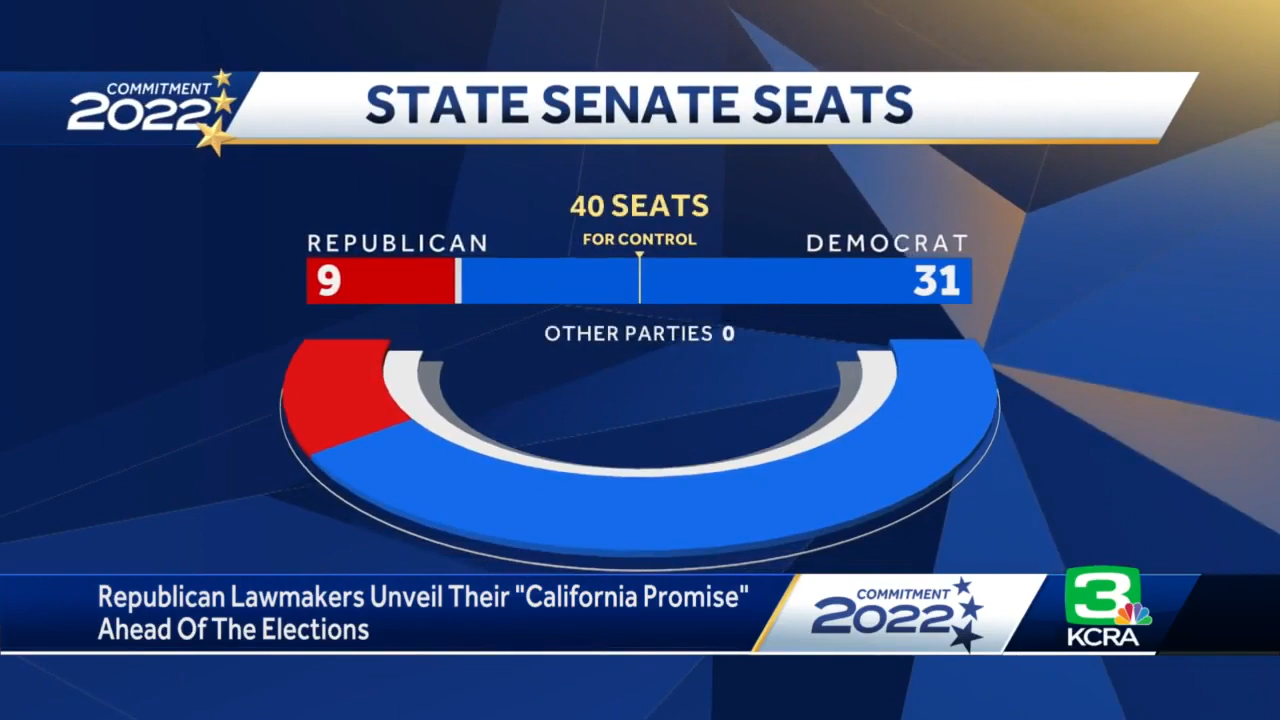 COMMITMENT
2022
STATE SENATE SEATS
40 SEATS
FOR CONTROL
REPUBLICAN
DEMOCRAT
9
31
OTHER PARTIES 0
Republican Lawmakers Unveil Their "California Promise"
Ahead Of The Elections
COMMITMENT
2022
3
KCRA